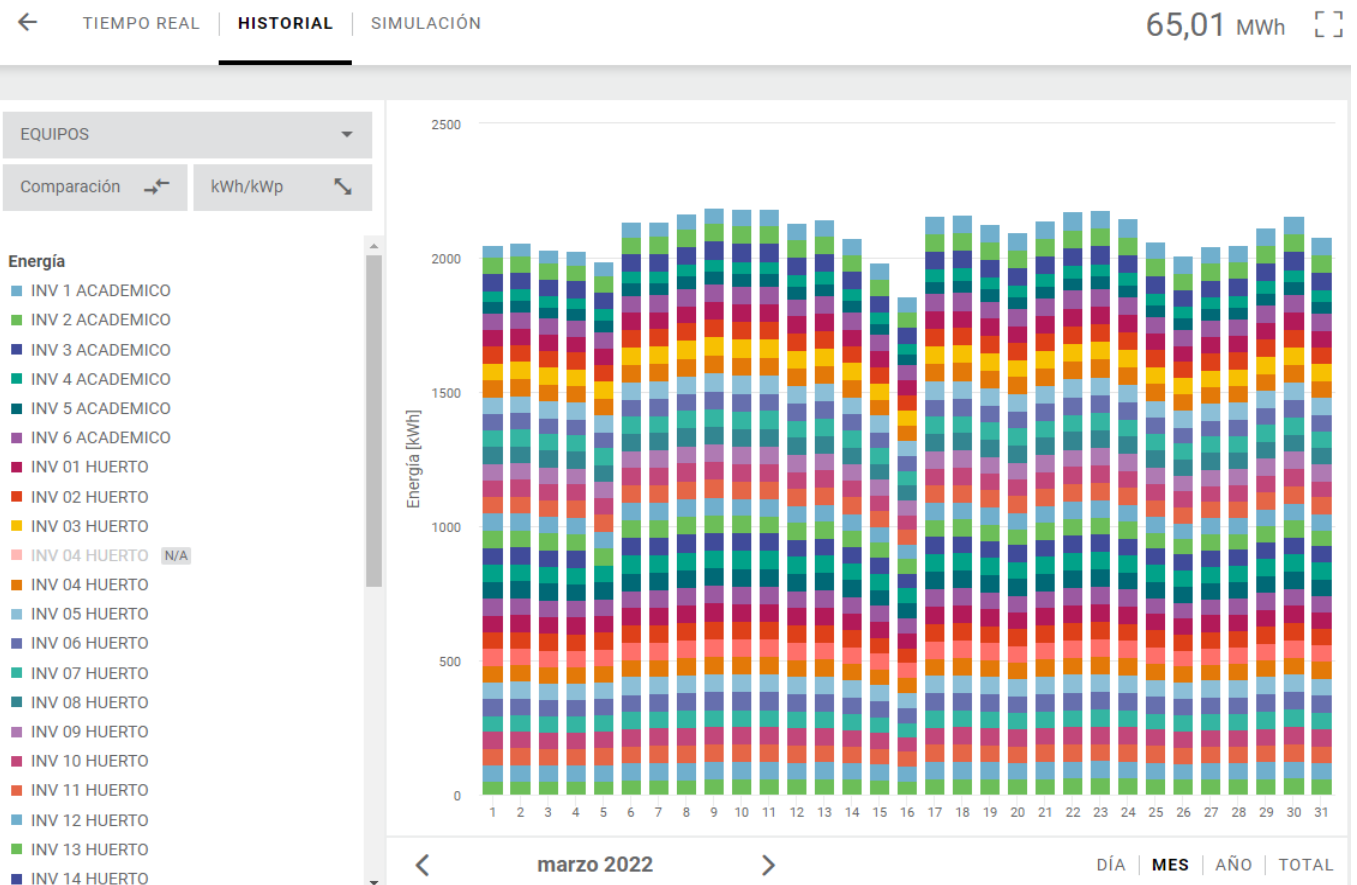 TIEMPO REAL HISTORIAL SIMULACIÓN 65,01 MWh
EQUIPOS
Comparación kWh/kWp
Energía
INV 1 ACADEMICO
INV 2 ACADEMICO
INV 3 ACADEMICO
INV 4 ACADEMICO
INV 5 ACADEMICO
INV 6 ACADEMICO
INV 01 HUERTO
INV 02 HUERTO
INV 03 HUERTO
INV 04 HUERTO N/A
INV 04 HUERTO
INV 05 HUERTO
INV 06 HUERTO
INV 07 HUERTO
INV 08 HUERTO
INV 09 HUERTO
INV 10 HUERTO
INV 11 HUERTO
INV 12 HUERTO
INV 13 HUERTO
INV 14 HUERTO
Energía [kWh]
2500
2000
1500
1000
500
0
1 2 3 4 5 6 7 8 9 10 11 12 13 14 15 16 17 18 19 20 21 22 23 24 25 26 27 28 29 30 31
marzo 2022 DÍA MES AÑO TOTAL